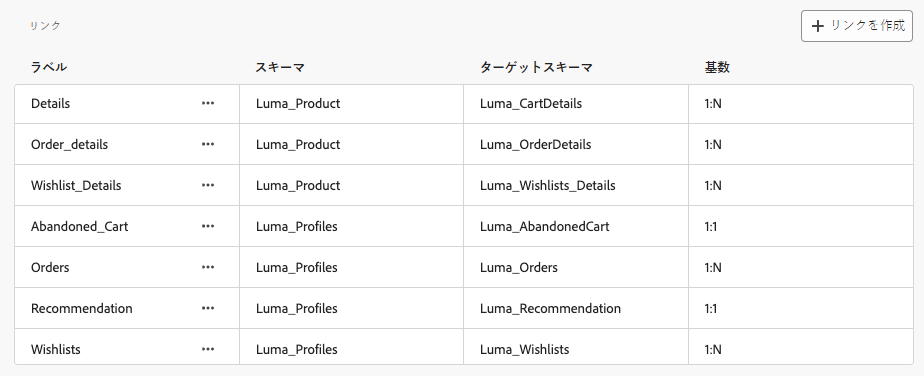 リンク
リンクを作成
ラベル スキーマ ターゲットスキーマ 基数
Details Luma_Product Luma_CartDetails 1:N
Order_details Luma_Product Luma_OrderDetails 1:N
Wishlist_Details Luma_Product Luma_Wishlists_Details 1:N
Abandoned_Cart Luma_Profiles Luma_AbandonedCart 1:1
Orders Luma_Profiles Luma_Orders 1:N
Recommendation Luma_Profiles Luma_Recommendation 1:1
Wishlists Luma_Profiles Luma_Wishlists 1:N